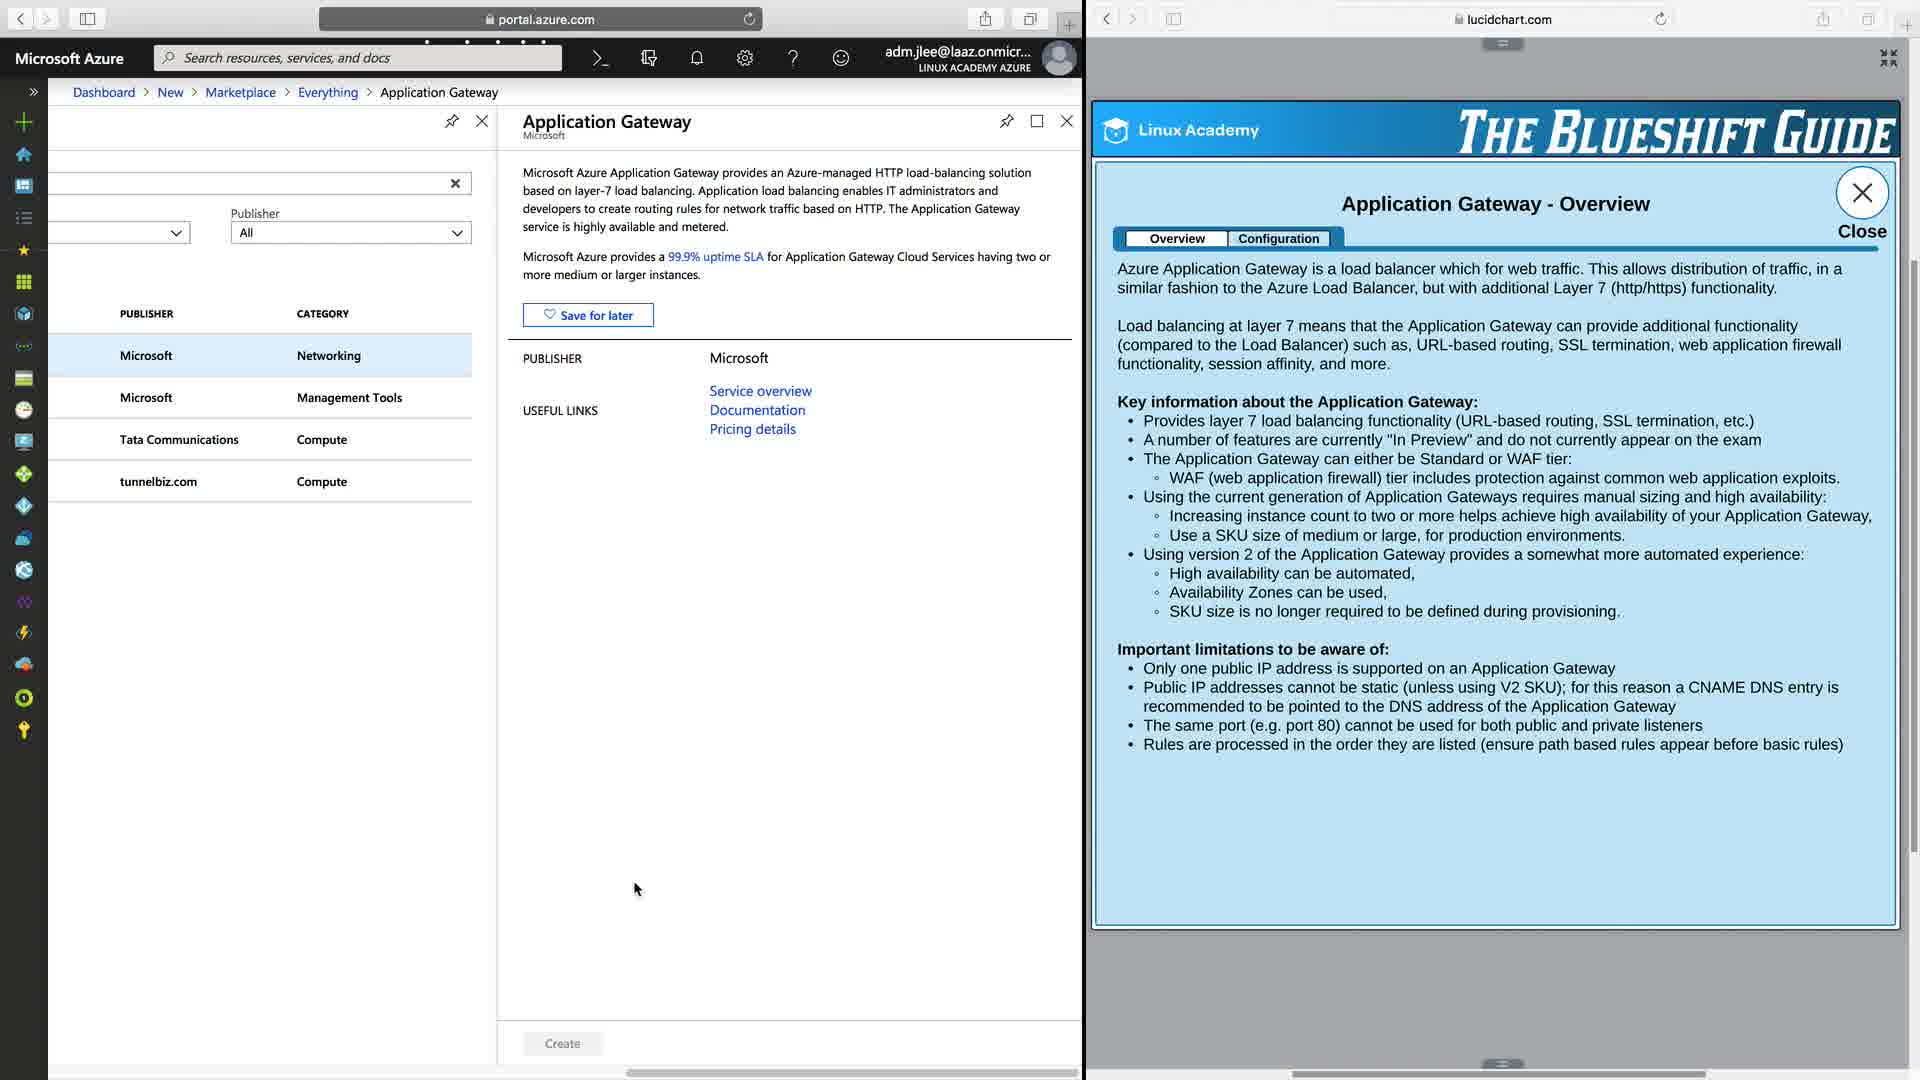 portal.azure.com
Microsoft Azure
Search resources, services, and docs
adm.jlee@laaz.onmicr...
LINUX ACADEMY AZURE
Dashboard > New > Marketplace > Everything > Application Gateway
Publisher
All
PUBLISHER CATEGORY
Microsoft Networking
Microsoft Management Tools
Tata Communications Compute
tunnelbiz.com Compute
Application Gateway
Microsoft
Microsoft Azure Application Gateway provides an Azure-managed HTTP load-balancing solution
based on layer-7 load balancing. Application load balancing enables IT administrators and
developers to create routing rules for network traffic based on HTTP. The Application Gateway
service is highly available and metered.
Microsoft Azure provides a 99.9% uptime SLA for Application Gateway Cloud Services having two or
more medium or larger instances.
Save for later
PUBLISHER Microsoft
USEFUL LINKS
Service overview
Documentation
Pricing details
Create
lucidchart.com
Linux Academy
THE BLUESHIFT GUIDE
Application Gateway - Overview
Close
Overview Configuration
Azure Application Gateway is a load balancer which for web traffic. This allows distribution of traffic, in a
similar fashion to the Azure Load Balancer, but with additional Layer 7 (http/https) functionality.
Load balancing at layer 7 means that the Application Gateway can provide additional functionality
(compared to the Load Balancer) such as, URL-based routing, SSL termination, web application firewall
functionality, session affinity, and more.
Key information about the Application Gateway:
• Provides layer 7 load balancing functionality (URL-based routing, SSL termination, etc.)
• A number of features are currently "In Preview" and do not currently appear on the exam
• The Application Gateway can either be Standard or WAF tier:
◦ WAF (web application firewall) tier includes protection against common web application exploits.
• Using the current generation of Application Gateways requires manual sizing and high availability:
◦ Increasing instance count to two or more helps achieve high availability of your Application Gateway,
◦ Use a SKU size of medium or large, for production environments.
• Using version 2 of the Application Gateway provides a somewhat more automated experience:
◦ High availability can be automated,
◦ Availability Zones can be used,
◦ SKU size is no longer required to be defined during provisioning.
Important limitations to be aware of:
• Only one public IP address is supported on an Application Gateway
• Public IP addresses cannot be static (unless using V2 SKU); for this reason a CNAME DNS entry is
recommended to be pointed to the DNS address of the Application Gateway
• The same port (e.g. port 80) cannot be used for both public and private listeners
• Rules are processed in the order they are listed (ensure path based rules appear before basic rules)